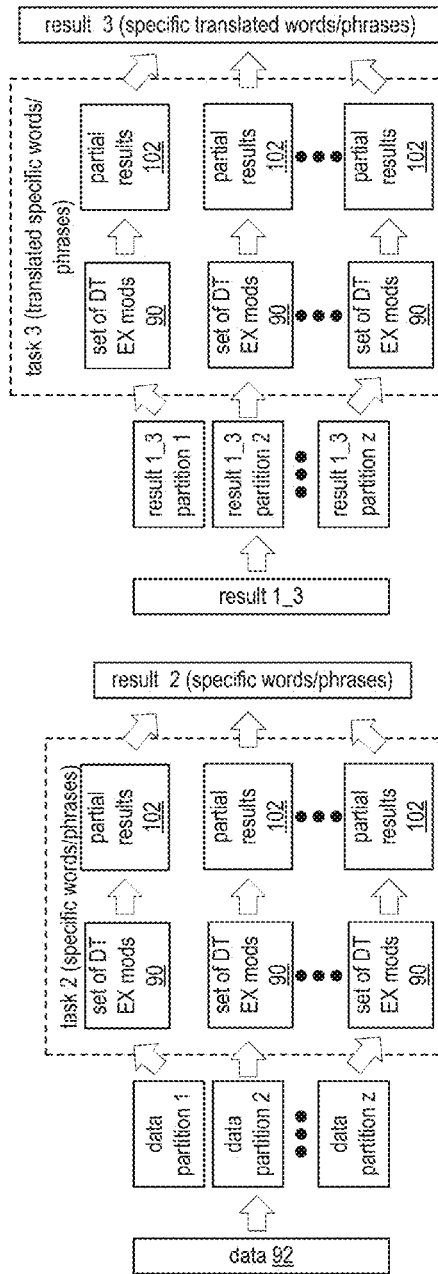 data 92
data
partition 1
data
partition 2
data
partition z
task 2 (specific words/phrases)
set of DT
EX mods
90
set of DT
EX mods
90
set of DT
EX mods
90
partial
results
102
partial
results
102
partial
results
102
result 2 (specific words/phrases)
result 1_3
result 1_3
partition 1
result 1_3
partition 2
result 1_3
partition z
task 3 (translated specific words/
phrases)
set of DT
EX mods
90
set of DT
EX mods
90
set of DT
EX mods
90
partial
results
102
partial
results
102
partial
results
102
result 3 (specific translated words/phrases)